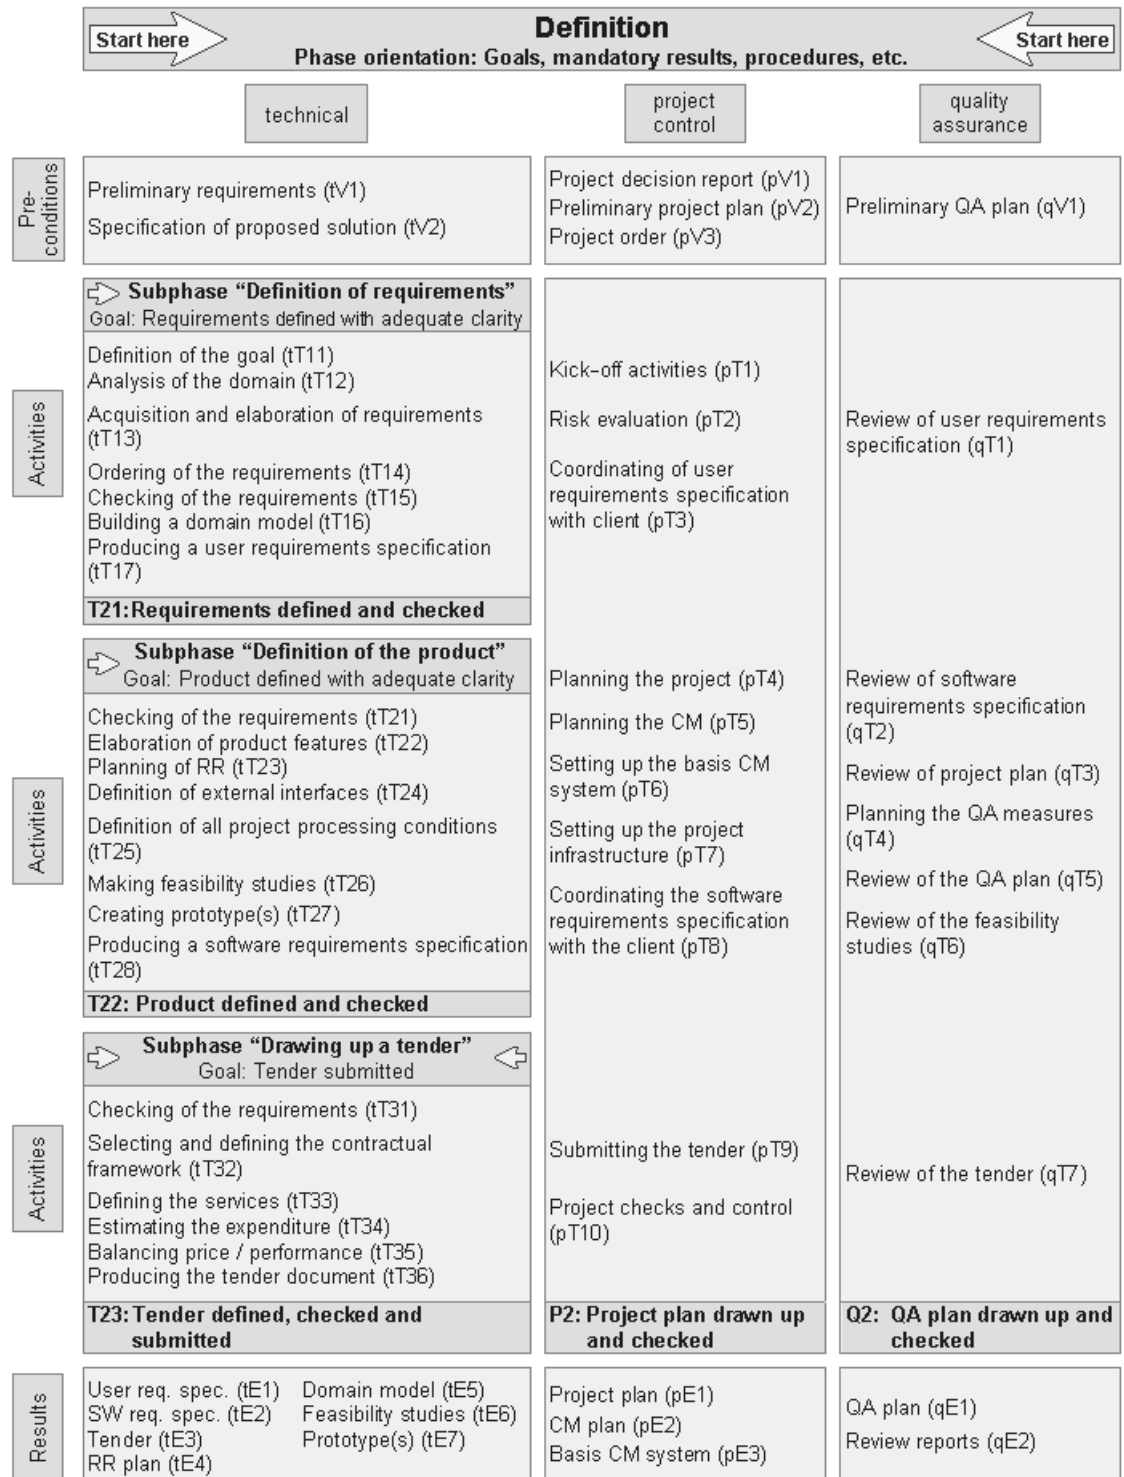 Start here
Definition
Start here
Phase orientation: Goals, mandatory results, procedures, etc.
technical
project
control
quality
assurance
Pre-
conditions
Preliminary requirements (tV1)
Specification of proposed solution (tV2)
Project decision report (pV1)
Preliminary project plan (pV2)
Project order (pV3)
Preliminary QA plan (qV1)
Activities
Subphase “Definition of requirements”
Goal: Requirements defined with adequate clarity
Definition of the goal (tT11)
Analysis of the domain (tT12)
Acquisition and elaboration of requirements
(tT13)
Ordering of the requirements (tT14)
Checking of the requirements (tT15)
Building a domain model (tT16)
Producing a user requirements specification
(tT17)
T21:Requirements defined and checked
Kick-off activities (pT1)
Risk evaluation (pT2)
Coordinating of user
requirements specification
with client (pT3)
Review of user requirements
specification (qT1)
Activities
Subphase “Definition of the product”
Goal: Product defined with adequate clarity
Checking of the requirements (tT21)
Elaboration of product features (tT22)
Planning of RR (tT23)
Definition of external interfaces (tT24)
Definition of all project processing conditions
(tT25)
Making feasibility studies (tT26)
Creating prototype(s) (tT27)
Producing a software requirements specification
(tT28)
T22: Product defined and checked
Planning the project (pT4)
Planning the CM (pT5)
Setting up the basis CM
system (pT6)
Setting up the project
infrastructure (pT7)
Coordinating the software
requirements specification
with the client (pT8)
Review of software
requirements specification
(qT2)
Review of project plan (qT3)
Planning the QA measures
(qT4)
Review of the QA plan (qT5)
Review of the feasibility
studies (qT6)
Activities
Subphase “Drawing up a tender”
Goal: Tender submitted
Checking of the requirements (tT31)
Selecting and defining the contractual
framework (tT32)
Defining the services (tT33)
Estimating the expenditure (tT34)
Balancing price / performance (tT35)
Producing the tender document (tT36)
T23: Tender defined, checked and
submitted
Submitting the tender (pT9)
Project checks and control
(pT10)
P2: Project plan drawn up
and checked
Review of the tender (qT7)
Q2: QA plan drawn up and
checked
Results
User req. spec. (tE1)
SW req. spec. (tE2)
Tender (tE3)
RR plan (tE4)
Domain model (tE5)
Feasibility studies (tE6)
Prototype(s) (tE7)
Project plan (pE1)
CM plan (pE2)
Basis CM system (pE3)
QA plan (qE1)
Review reports (qE2)